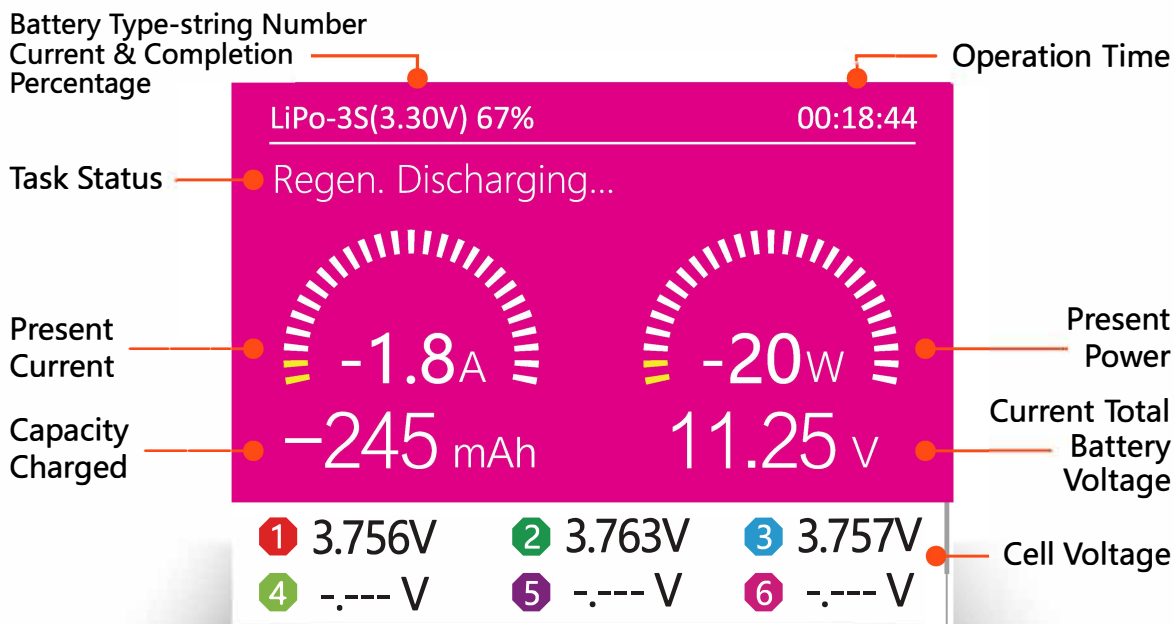 Battery Type-string Number
Current & Completion
Percentage
Operation Time
LiPo-3S(3.30V) 67% 00:18:44
Task Status
Regen. Discharging...
Present
Current
-1.8A
-20W
Present
Power
Capacity
Charged
-245 mAh
11.25 V
Current Total
Battery
Voltage
1 3.756V 2 3.763V 3 3.757V
Cell Voltage
4 -.--- V 5 -.--- V 6 -.--- V